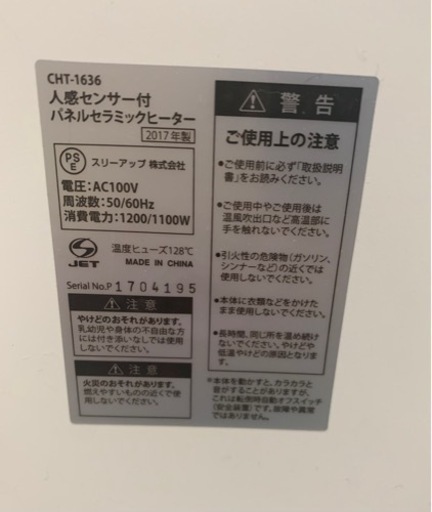 CHT-1636
人感センサー付
パネルセラミックヒーター
2017年製
PSE
スリーアップ 株式会社
電圧:AC100V
周波数:50/60Hz
消費電力:1200/1100W
S JET
温度ヒューズ128℃
MADE IN CHINA
Serial No.P 1704195
注 意
やけどのおそれがあります。
乳幼児や身体の不自由な方
には付き添いなしでは使用
しないでください。
注 意
火災のおそれがあります。
燃えやすいものの近くで使
用しないでください。
警 告
ご使用上の注意
●ご使用前に必ず「取扱説明
書」をお読みください。
●ご使用中やご使用後は
温風吹出口など高温部に
手を触れないでください。
●引火性の危険物(ガソリン、
シンナーなど)の近くでは
使用しないでください。
●本体に衣類などをかけた
まま使用しないでください。
●長時間、同じ所を温め続け
ないでください。やけどや
低温やけどの原因となりま
す。
※本体を動かすと、カラカラと
音がすることがありますが、
これは転倒時自動オフスイッチ
(安全装置)です。故障や異常
ではありません。